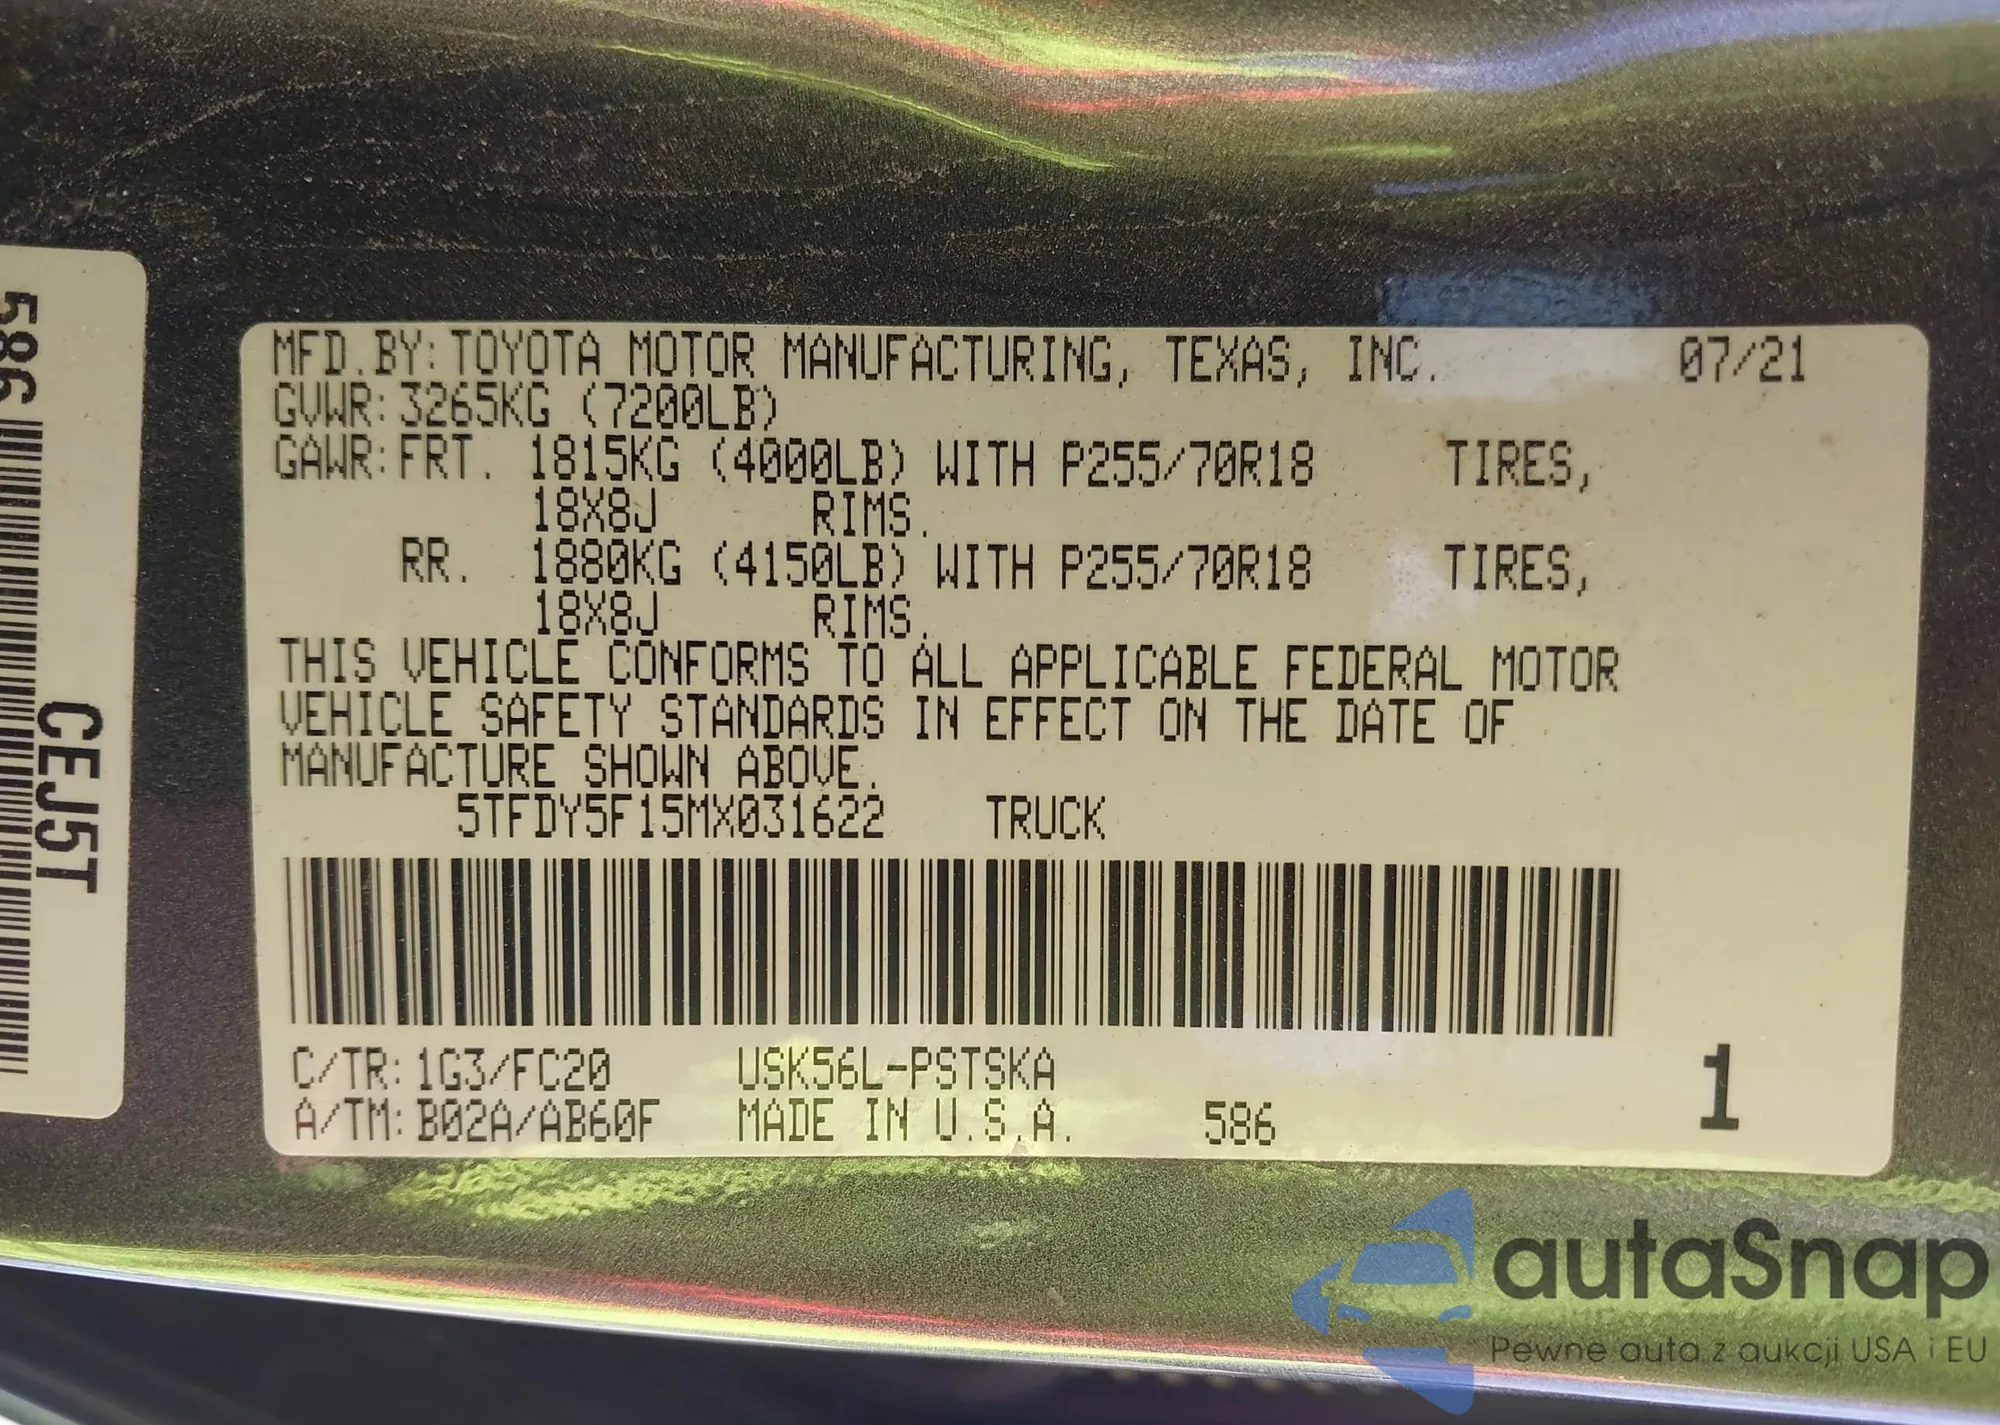 586
CEJ5T
MFD.BY:TOYOTA MOTOR MANUFACTURING, TEXAS, INC. 07/21
GVWR:3265KG (7200LB)
GAWR:FRT. 1815KG (4000LB) WITH P255/70R18 TIRES,
18X8J RIMS.
RR. 1880KG (4150LB) WITH P255/70R18 TIRES,
18X8J RIMS.
THIS VEHICLE CONFORMS TO ALL APPLICABLE FEDERAL MOTOR
VEHICLE SAFETY STANDARDS IN EFFECT ON THE DATE OF
MANUFACTURE SHOWN ABOVE.
5TFDY5F15MX031622 TRUCK
C/TR:1G3/FC20 USK56L-PSTSKA
A/TM:B02A/AB60F MADE IN U.S.A. 586 1
autaSnap
Pewne auta z aukcji USA i EU